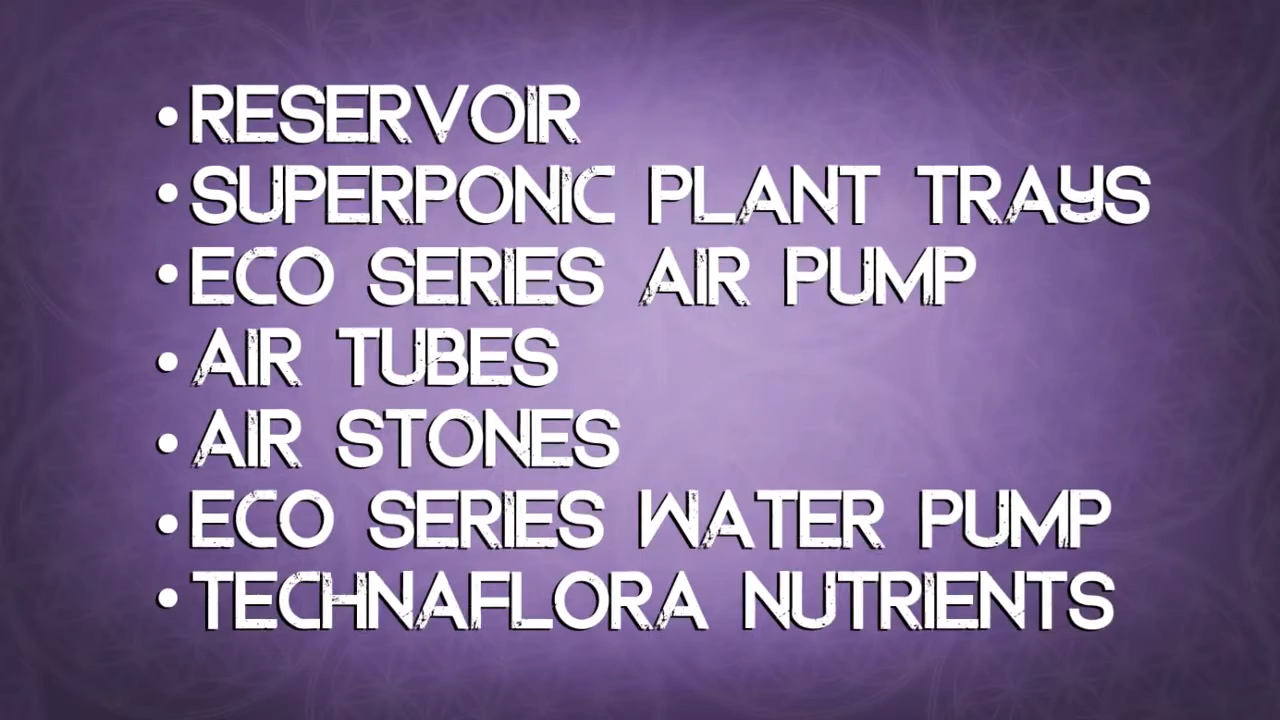 • RESERVOIR
• SUPERPONIC PLANT TRAYS
• ECO SERIES AIR PUMP
• AIR TUBES
• AIR STONES
• ECO SERIES WATER PUMP
• TECHNAFLORA NUTRIENTS